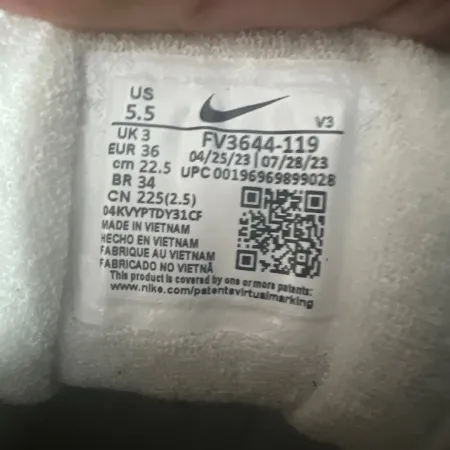 US
5.5
V3
UK 3
FV3644-119
EUR 36
04/25/23 | 07/28/23
cm 22.5
UPC 00196969899028
BR 34
CN 225(2.5)
04KVYPTDY31CF
MADE IN VIETNAM
HECHO EN VIETNAM
FABRIQUE AU VIETNAM
FABRICADO NO VIETNÃ
This product is covered by one or more patents:
www.nike.com/patentsvirtualmarking